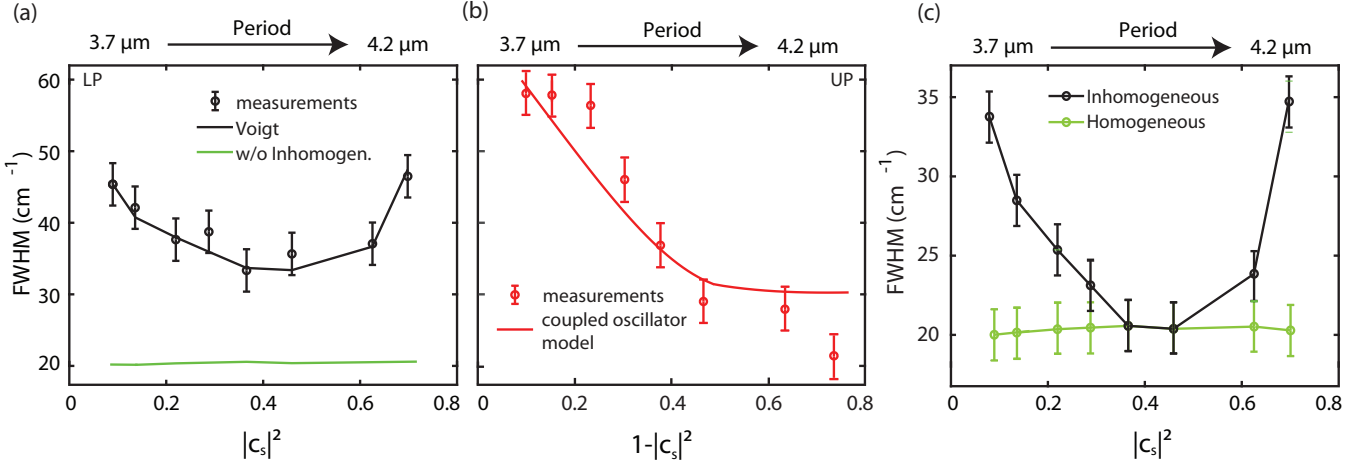 (a)
Period
3.7 µm
4.2 µm
LP
measurements
Voigt
w/o Inhomogen.
FWHM (cm⁻¹)
60
50
40
30
20
0
0.2
0.4
0.6
0.8
|cₛ|²
(b)
Period
3.7 µm
4.2 µm
UP
measurements
coupled oscillator
model
0
0.2
0.4
0.6
0.8
1-|cₛ|²
(c)
Period
3.7 µm
4.2 µm
Inhomogeneous
Homogeneous
FWHM (cm⁻¹)
35
30
25
20
0
0.2
0.4
0.6
0.8
|cₛ|²